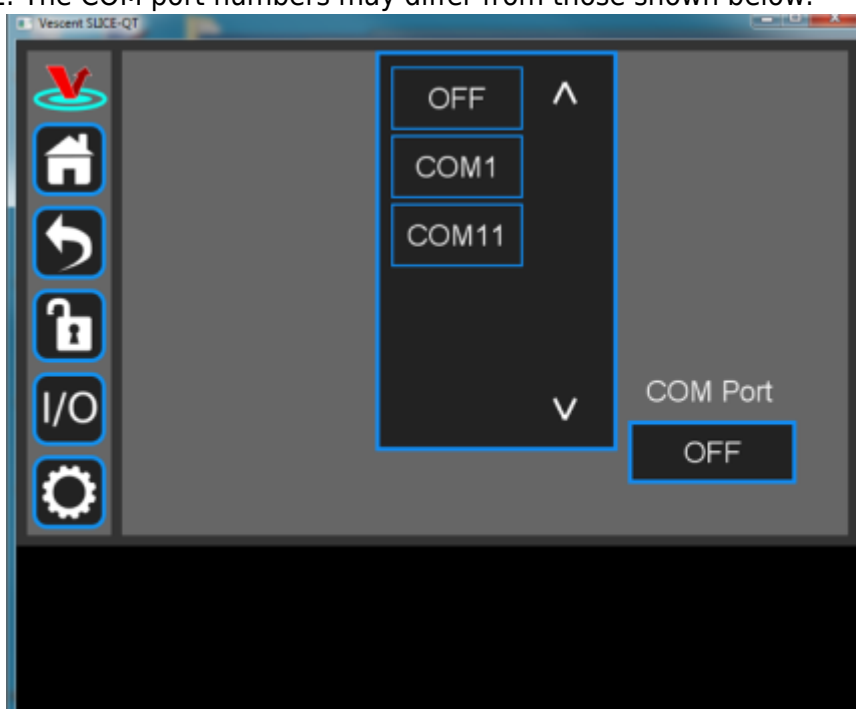 The COM port numbers may differ from those shown below.
Vescent SLICE-QT
OFF
COM1
COM11
I/O
COM Port
OFF